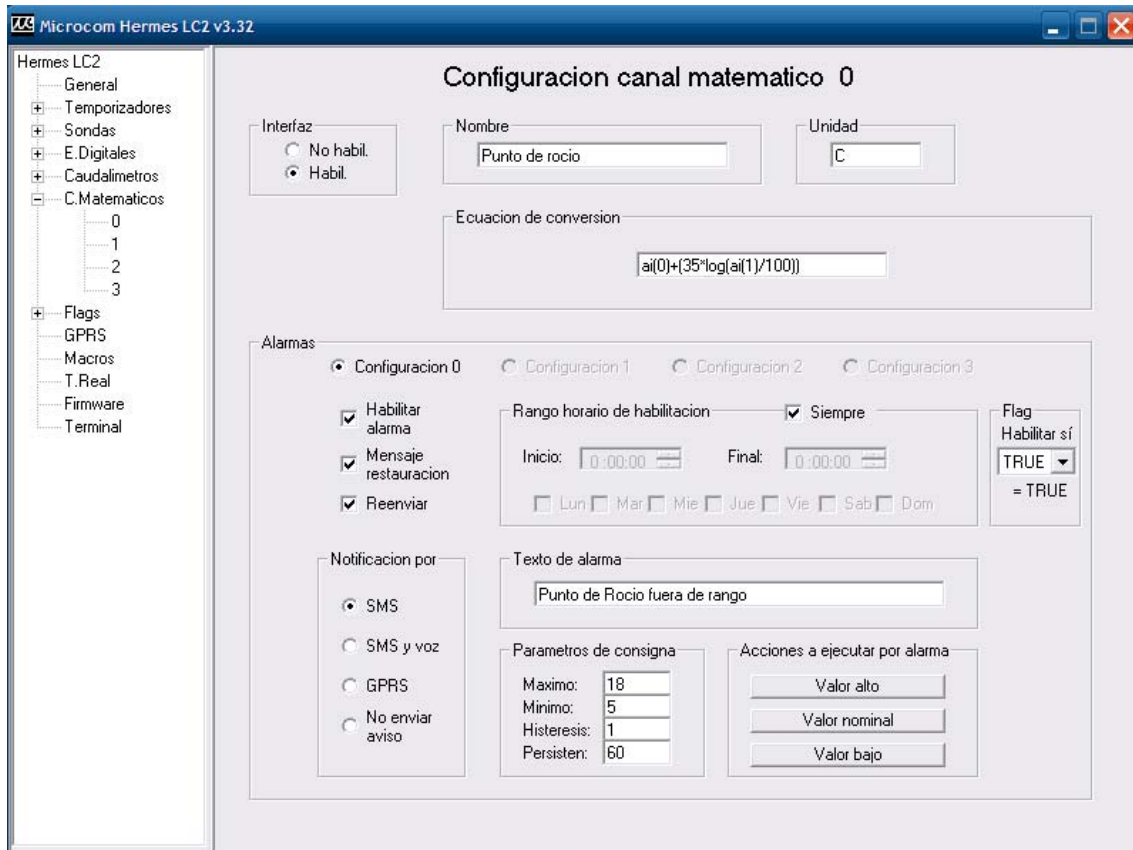 Microcom Hermes LC2 v3.32
Hermes LC2
General
Temporizadores
Sondas
E.Digitales
Caudalimetros
C.Matematicos
0
1
2
3
Flags
GPRS
Macros
T.Real
Firmware
Terminal
Configuracion canal matematico 0
Interfaz
No habil.
Habil.
Nombre
Punto de rocio
Unidad
C
Ecuacion de conversion
ai(0)+(35*log(ai(1)/100))
Alarmas
Configuracion 0
Configuracion 1
Configuracion 2
Configuracion 3
Habilitar
alarma
Mensaje
restauracion
Reenviar
Rango horario de habilitacion
Siempre
Inicio: 0:00:00
Final: 0:00:00
Lun Mar Mie Jue Vie Sab Dom
Flag
Habilitar sí
TRUE
= TRUE
Notificacion por
SMS
SMS y voz
GPRS
No enviar
aviso
Texto de alarma
Punto de Rocio fuera de rango
Parametros de consigna
Maximo: 18
Minimo: 5
Histeresis: 1
Persisten: 60
Acciones a ejecutar por alarma
Valor alto
Valor nominal
Valor bajo